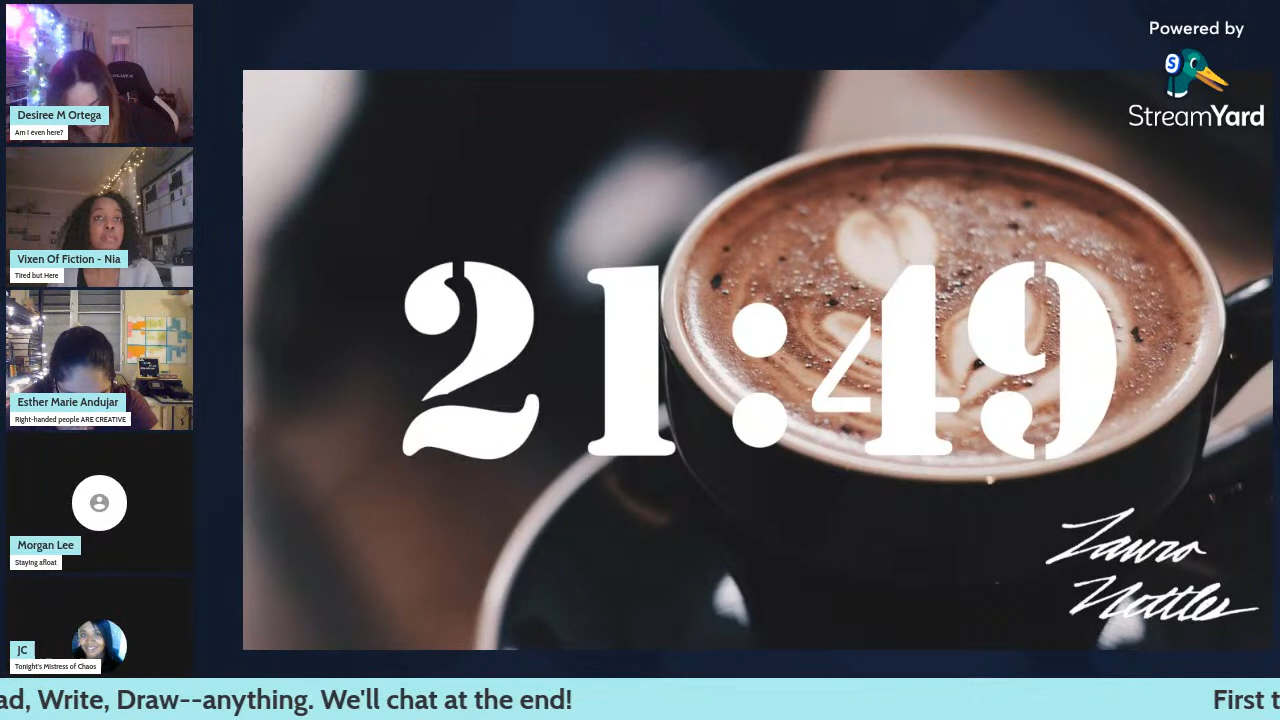 Powered by
StreamYard
Desiree M Ortega
Am I even here?
Vixen Of Fiction - Nia
Tired but Here
Esther Marie Andujar
Right-handed people ARE CREATIVE
Morgan Lee
Staying afloat
JC
Tonight's Mistress of Chaos
21:49
ad, Write, Draw--anything. We'll chat at the end!
First t